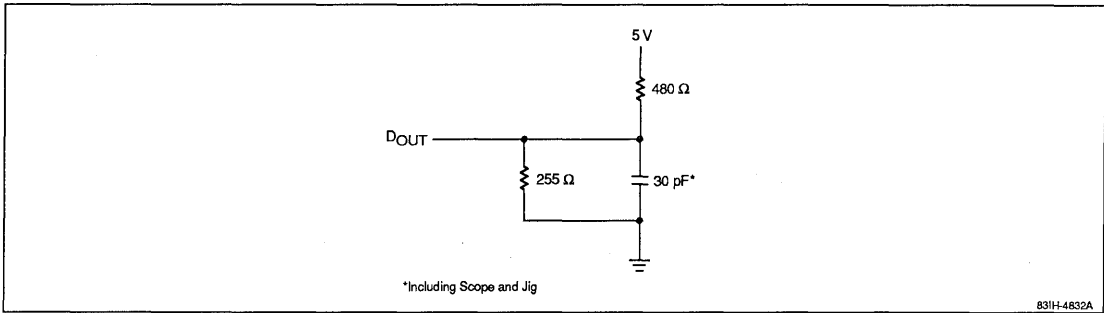 5 V
480 Ω
DOUT
255 Ω
30 pF*
*Including Scope and Jig
831H-4832A